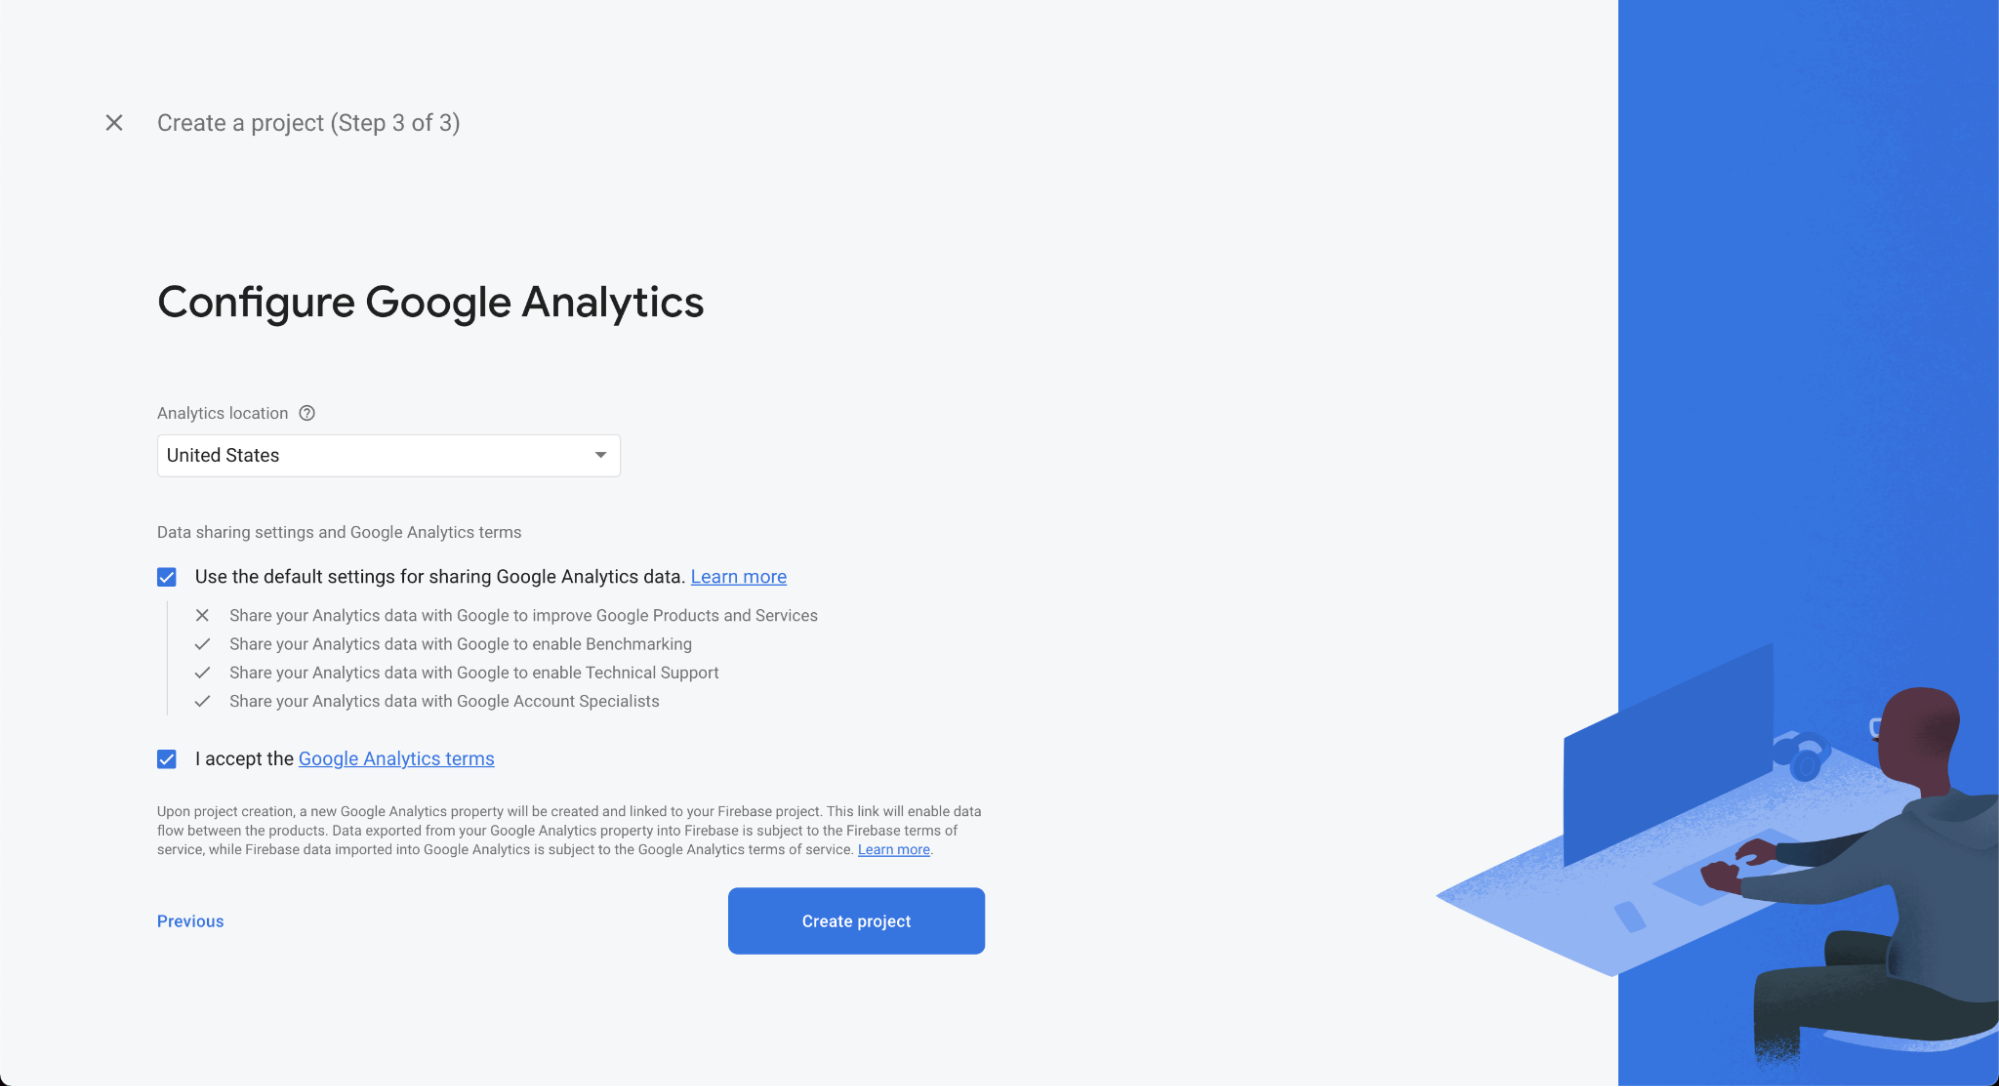 Create a project (Step 3 of 3)
Configure Google Analytics
Analytics location
United States
Data sharing settings and Google Analytics terms
Use the default settings for sharing Google Analytics data. Learn more
Share your Analytics data with Google to improve Google Products and Services
Share your Analytics data with Google to enable Benchmarking
Share your Analytics data with Google to enable Technical Support
Share your Analytics data with Google Account Specialists
I accept the Google Analytics terms
Upon project creation, a new Google Analytics property will be created and linked to your Firebase project. This link will enable data
flow between the products. Data exported from your Google Analytics property into Firebase is subject to the Firebase terms of
service, while Firebase data imported into Google Analytics is subject to the Google Analytics terms of service. Learn more.
Previous
Create project